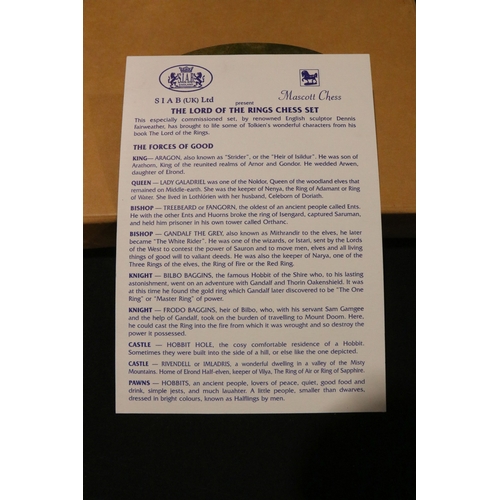 SIAB
S I A B (UK) Ltd
present
Mascott Chess
THE LORD OF THE RINGS CHESS SET
This especially commissioned set, by renowned English sculptor Dennis
fairweather, has brought to life some of Tolkien's wonderful characters from his
book The Lord of the Rings.
THE FORCES OF GOOD
KING— ARAGON, also known as "Strider", or the "Heir of Isildur". He was son of
Arathorn, King of the reunited realms of Arnor and Gondor. He wedded Arwen,
daughter of Elrond.
QUEEN — LADY GALADRIEL was one of the Noldor, Queen of the woodland elves that
remained on Middle-earth. She was the keeper of Nenya, the Ring of Adamant or Ring
of Water. She lived in Lothlórien with her husband, Celeborn of Doriath.
BISHOP — TREEBEARD or FANGORN, the oldest of an ancient people called Ents.
He with the other Ents and Huorns broke the ring of Isengard, captured Saruman,
and held him prisoner in his own tower called Orthanc.
BISHOP — GANDALF THE GREY, also known as Mithrandir to the elves, he later
became "The White Rider". He was one of the wizards, or Istari, sent by the Lords
of the West to contest the power of Sauron and to move men, elves and all living
things of good will to valiant deeds. He was also the keeper of Narya, one of the
Three Rings of the elves, the Ring of Fire or the Red Ring.
KNIGHT — BILBO BAGGINS, the famous Hobbit of the Shire who, to his lasting
astonishment, went on an adventure with Gandalf and Thorin Oakenshield. It was
at this time he found the gold ring which Gandalf later discovered to be "The One
Ring" or "Master Ring" of power.
KNIGHT — FRODO BAGGINS, heir of Bilbo, who, with his servant Sam Gamgee
and the help of Gandalf, took on the burden of travelling to Mount Doom. Here,
he could cast the Ring into the fire from which it was wrought and so destroy the
power it possessed.
CASTLE — HOBBIT HOLE, the cosy comfortable residence of a Hobbit.
Sometimes they were built into the side of a hill, or else like the one depicted.
CASTLE — RIVENDELL or IMLADRIS, a wonderful dwelling in a valley of the Misty
Mountains. Home of Elrond Half-elven, keeper of Vilya, The Ring of Air or Ring of Sapphire.
PAWNS — HOBBITS, an ancient people, lovers of peace, quiet, good food and
drink, simple jests, and much laughter. A little people, smaller than dwarves,
dressed in bright colours, known as Halflings by men.